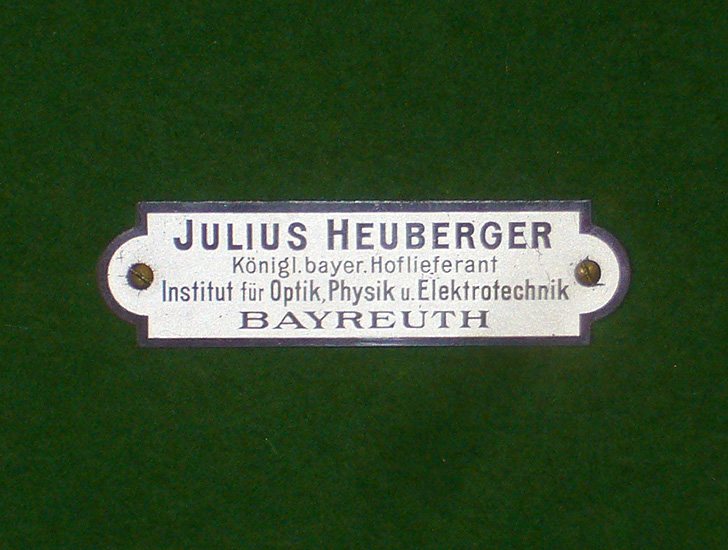 JULIUS HEUBERGER
Königl.bayer.Hoflieferant
Institut für Optik, Physik u. Elektrotechnik
BAYREUTH